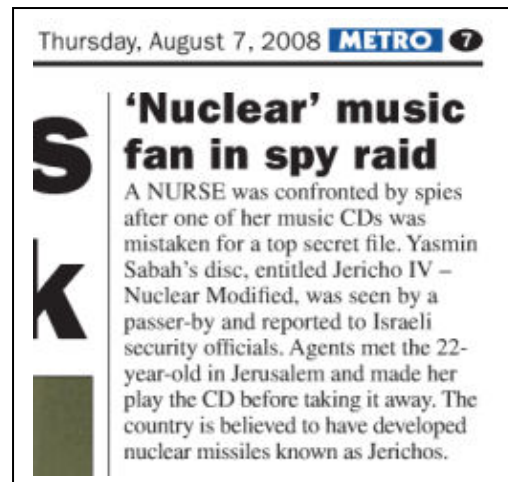 Thursday, August 7, 2008 METRO 7
s
k
‘Nuclear’ music
fan in spy raid
A NURSE was confronted by spies
after one of her music CDs was
mistaken for a top secret file. Yasmin
Sabah’s disc, entitled Jericho IV –
Nuclear Modified, was seen by a
passer-by and reported to Israeli
security officials. Agents met the 22-
year-old in Jerusalem and made her
play the CD before taking it away. The
country is believed to have developed
nuclear missiles known as Jerichos.